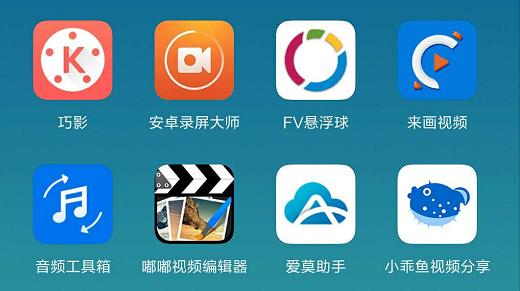 K
巧影
安卓录屏大师
FV悬浮球
来画视频
音频工具箱
嘟嘟视频编辑器
爱莫助手
小乖鱼视频分享